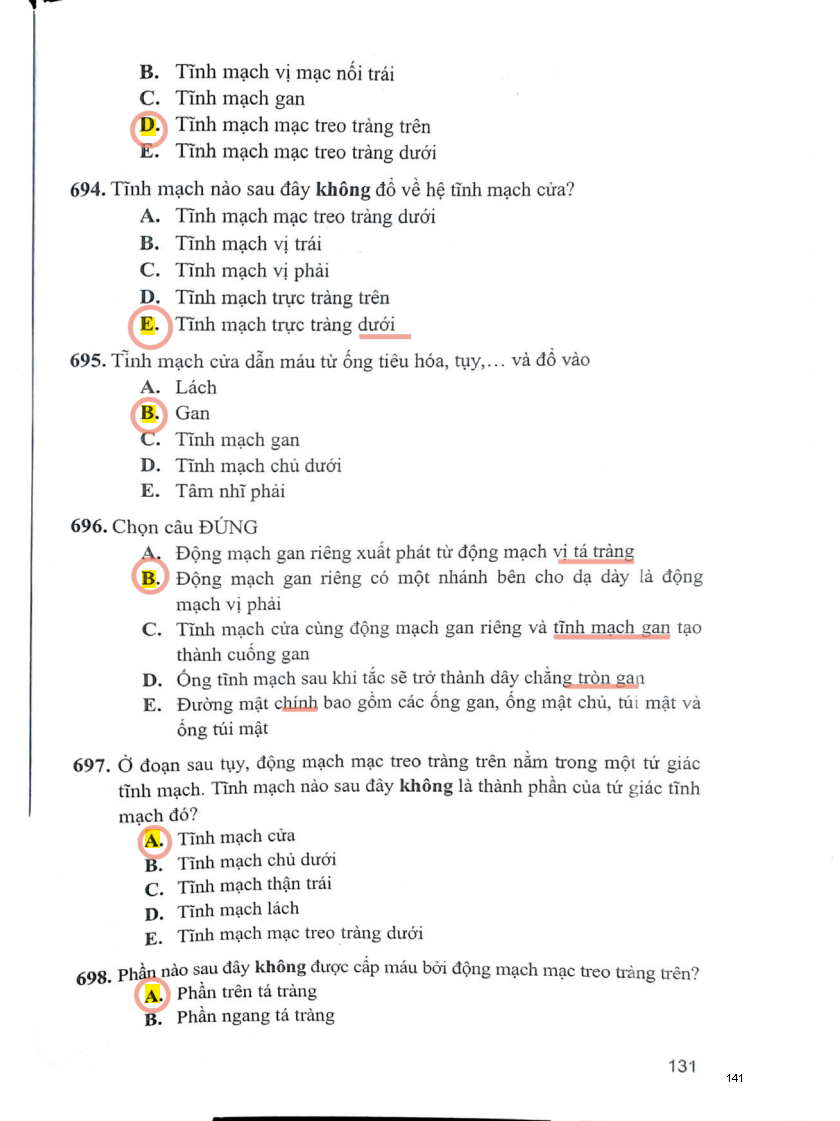 B. Tĩnh mạch vị mạc nối trái
C. Tĩnh mạch gan
D. Tĩnh mạch mạc treo tràng trên
E. Tĩnh mạch mạc treo tràng dưới
694. Tĩnh mạch nào sau đây không đổ về hệ tĩnh mạch cửa?
A. Tĩnh mạch mạc treo tràng dưới
B. Tĩnh mạch vị trái
C. Tĩnh mạch vị phải
D. Tĩnh mạch trực tràng trên
E. Tĩnh mạch trực tràng dưới
695. Tĩnh mạch cửa dẫn máu từ ống tiêu hóa, tụy,... và đổ vào
A. Lách
B. Gan
C. Tĩnh mạch gan
D. Tĩnh mạch chủ dưới
E. Tâm nhĩ phải
696. Chọn câu ĐÚNG
A. Động mạch gan riêng xuất phát từ động mạch vị tá tràng
B. Động mạch gan riêng có một nhánh bên cho dạ dày là động
mạch vị phải
C. Tĩnh mạch cửa cùng động mạch gan riêng và tĩnh mạch gan tạo
thành cuống gan
D. Ống tĩnh mạch sau khi tắc sẽ trở thành dây chằng tròn gan
E. Đường mật chính bao gồm các ống gan, ống mật chủ, túi mật và
ống túi mật
697. Ở đoạn sau tụy, động mạch mạc treo tràng trên nằm trong một tứ giác
tĩnh mạch. Tĩnh mạch nào sau đây không là thành phần của tứ giác tĩnh
mạch đó?
A. Tĩnh mạch cửa
B. Tĩnh mạch chủ dưới
C. Tĩnh mạch thận trái
D. Tĩnh mạch lách
E. Tĩnh mạch mạc treo tràng dưới
698. Phần nào sau đây không được cấp máu bởi động mạch mạc treo tràng trên?
A. Phần trên tá tràng
B. Phần ngang tá tràng
131
141